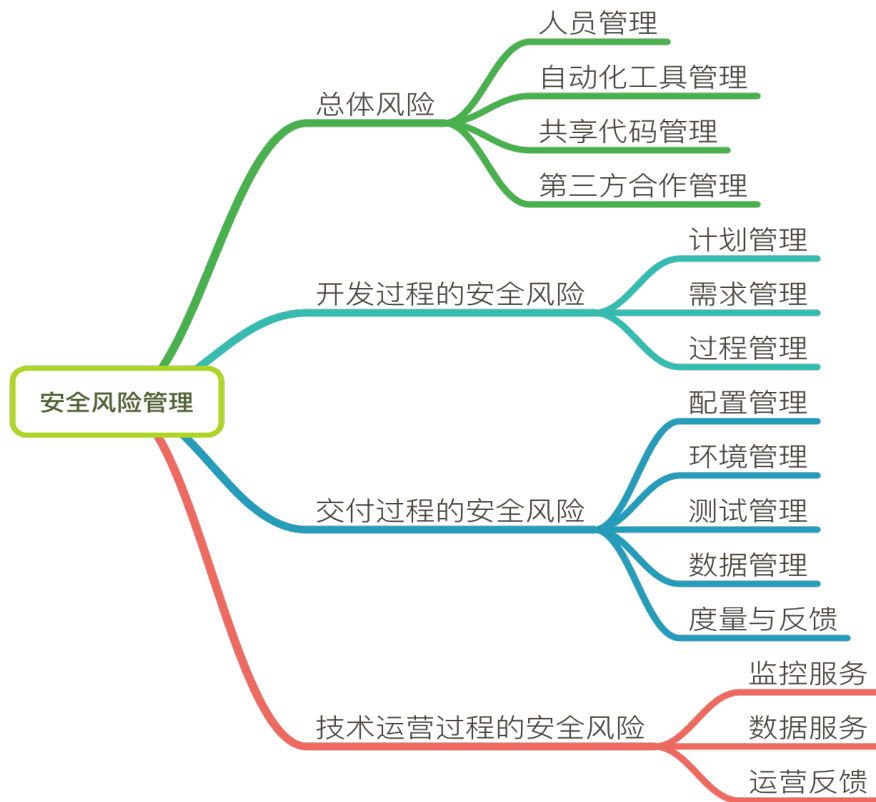 安全风险管理
总体风险
人员管理
自动化工具管理
共享代码管理
第三方合作管理
开发过程的安全风险
计划管理
需求管理
过程管理
交付过程的安全风险
配置管理
环境管理
测试管理
数据管理
度量与反馈
技术运营过程的安全风险
监控服务
数据服务
运营反馈